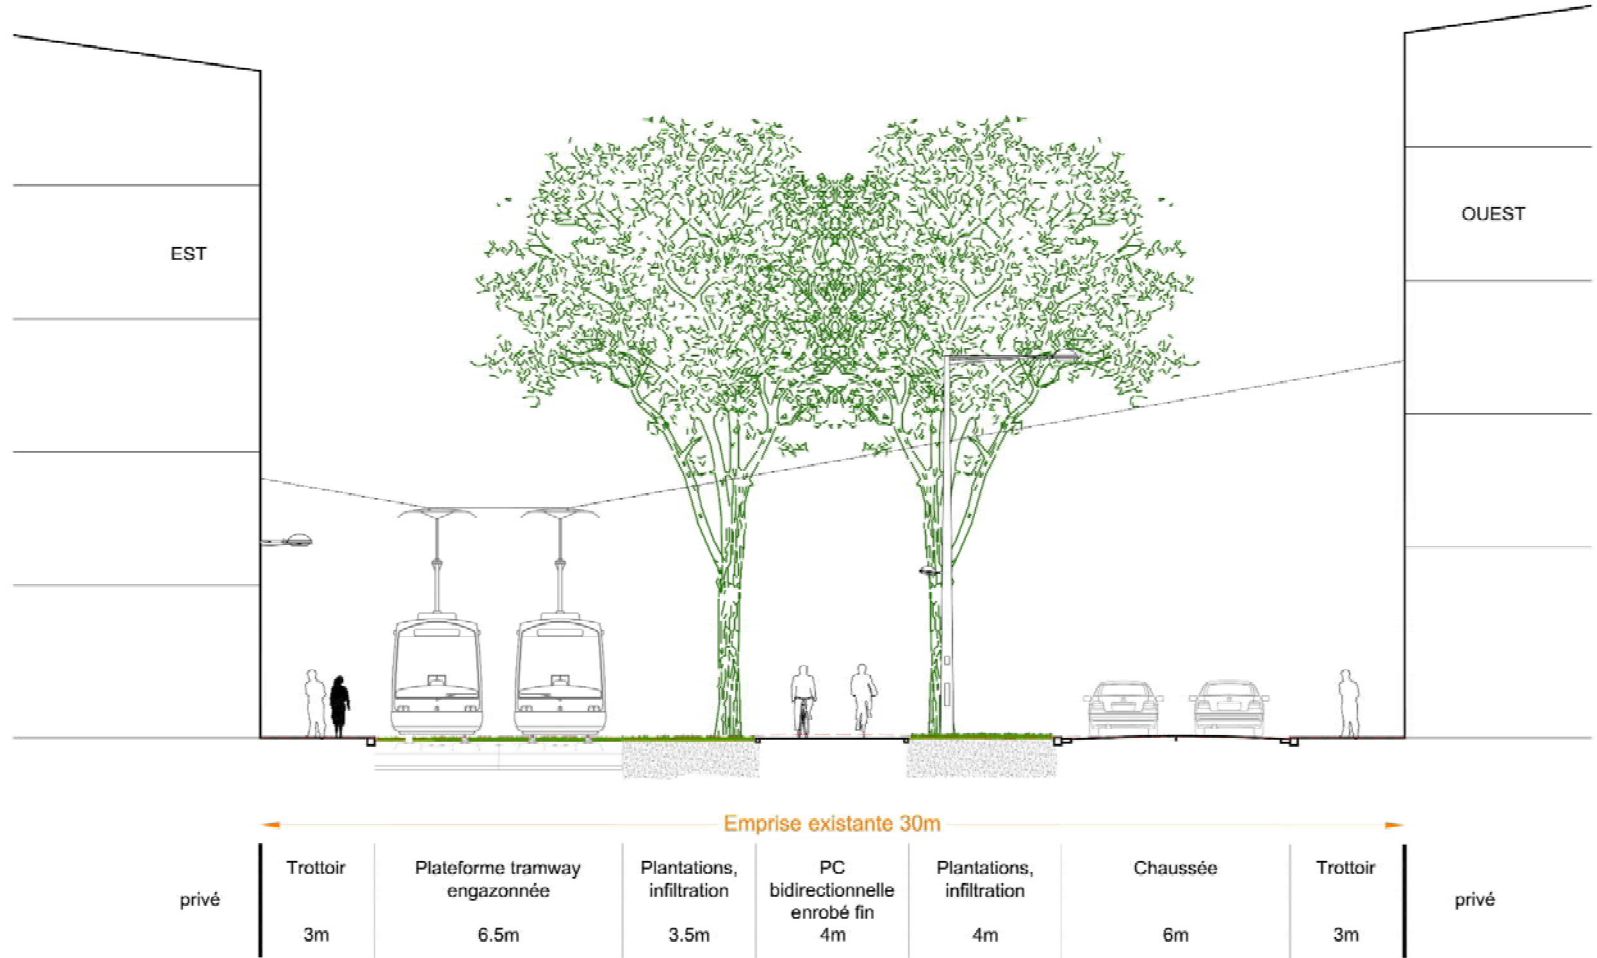 OUEST
EST
Emprise existante 30m
privé
Trottoir
3m
Plateforme tramway
engazonnée
6.5m
Plantations,
infiltration
3.5m
PC
bidirectionnelle
enrobé fin
4m
Plantations,
infiltration
4m
Chaussée
6m
Trottoir
3m
privé